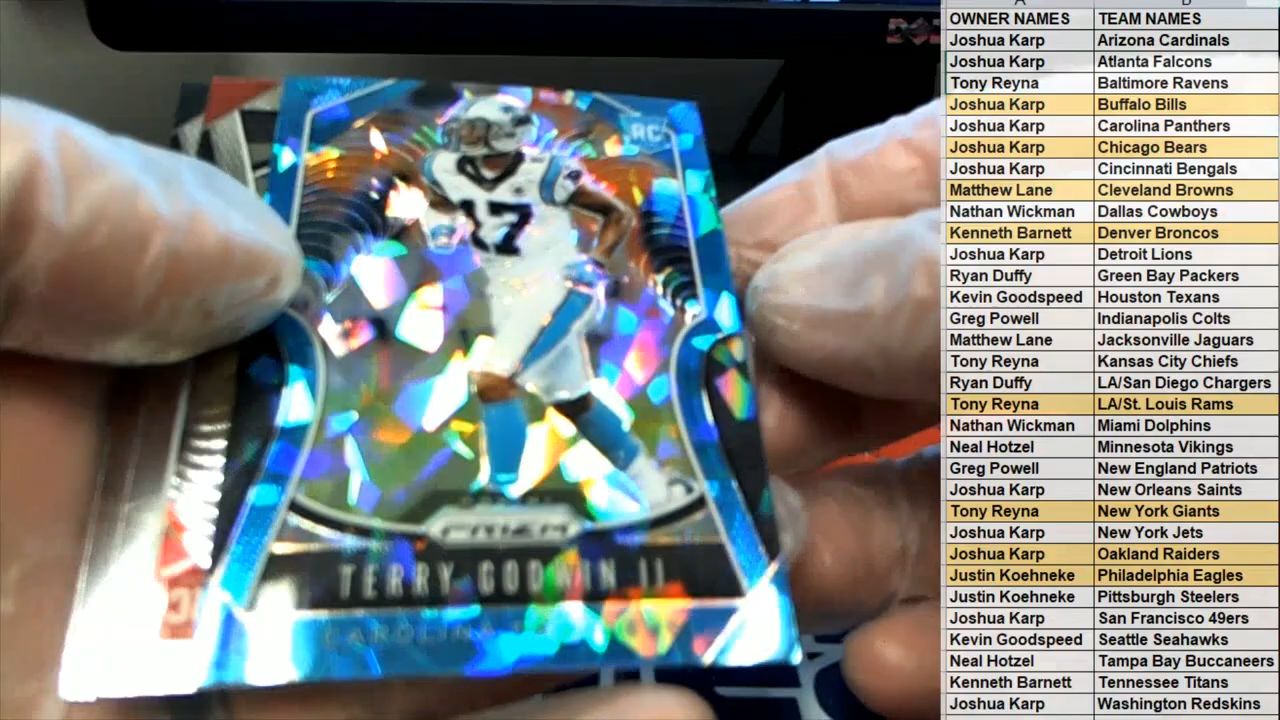 RC
17
PRIZM
TERRY GODWIN II
CAROLINA
OWNER NAMES TEAM NAMES
Joshua Karp Arizona Cardinals
Joshua Karp Atlanta Falcons
Tony Reyna Baltimore Ravens
Joshua Karp Buffalo Bills
Joshua Karp Carolina Panthers
Joshua Karp Chicago Bears
Joshua Karp Cincinnati Bengals
Matthew Lane Cleveland Browns
Nathan Wickman Dallas Cowboys
Kenneth Barnett Denver Broncos
Joshua Karp Detroit Lions
Ryan Duffy Green Bay Packers
Kevin Goodspeed Houston Texans
Greg Powell Indianapolis Colts
Matthew Lane Jacksonville Jaguars
Tony Reyna Kansas City Chiefs
Ryan Duffy LA/San Diego Chargers
Tony Reyna LA/St. Louis Rams
Nathan Wickman Miami Dolphins
Neal Hotzel Minnesota Vikings
Greg Powell New England Patriots
Joshua Karp New Orleans Saints
Tony Reyna New York Giants
Joshua Karp New York Jets
Joshua Karp Oakland Raiders
Justin Koehneke Philadelphia Eagles
Justin Koehneke Pittsburgh Steelers
Joshua Karp San Francisco 49ers
Kevin Goodspeed Seattle Seahawks
Neal Hotzel Tampa Bay Buccaneers
Kenneth Barnett Tennessee Titans
Joshua Karp Washington Redskins